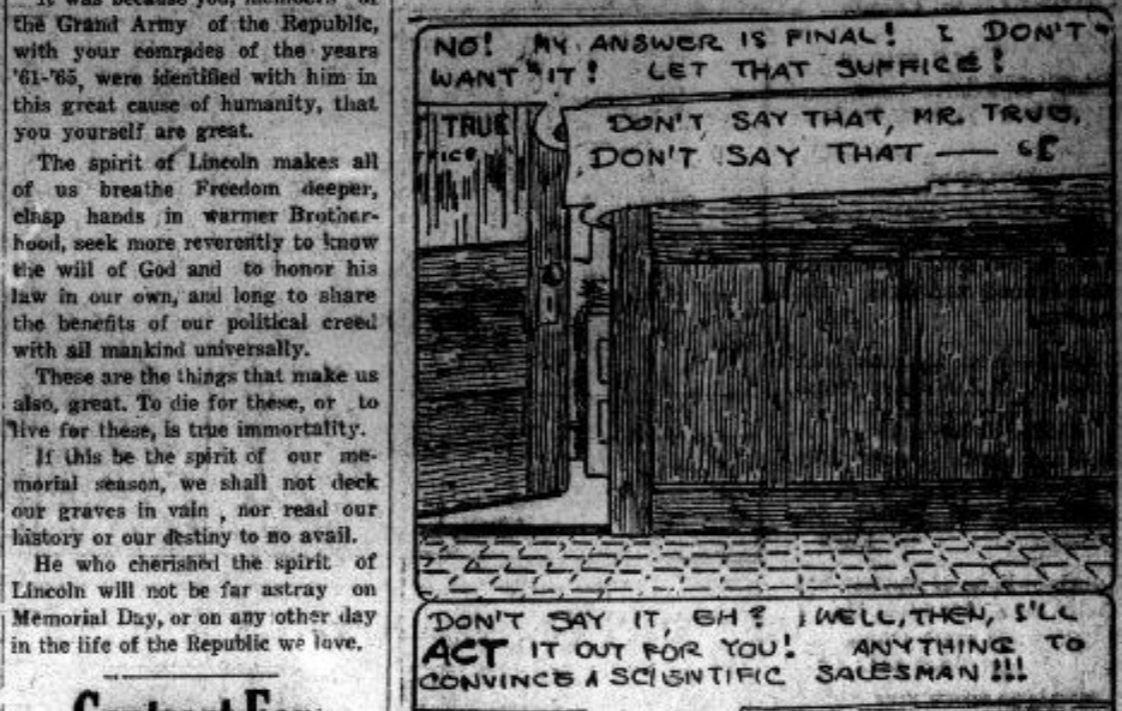 It was because you, members of
the Grand Army of the Republic,
with your comrades of the years
'61-'65, were identified with him in
this great cause of humanity, that
you yourself are great.
The spirit of Lincoln makes all
of us breathe Freedom deeper,
clasp hands in warmer Brother-
hood, seek more reverently to know
the will of God and to honor his
law in our own, and long to share
the benefits of our political creed
with all mankind universally.
These are the things that make us
also, great. To die for these, or to
live for these, is true immortality.
If this be the spirit of our me-
morial season, we shall not deck
our graves in vain , nor read our
history or our destiny to no avail.
He who cherished the spirit of
Lincoln will not be far astray on
Memorial Day, or on any other day
in the life of the Republic we love.
NO! MY ANSWER IS FINAL! I DON'T
WANT IT! LET THAT SUFFICE!
TRUE
FICE
DON'T SAY THAT, MR. TRUE,
DON'T SAY THAT —
DON'T SAY IT, EH? WELL, THEN, I'LL
ACT IT OUT FOR YOU! ANYTHING TO
CONVINCE A SCIENTIFIC SALESMAN!!!